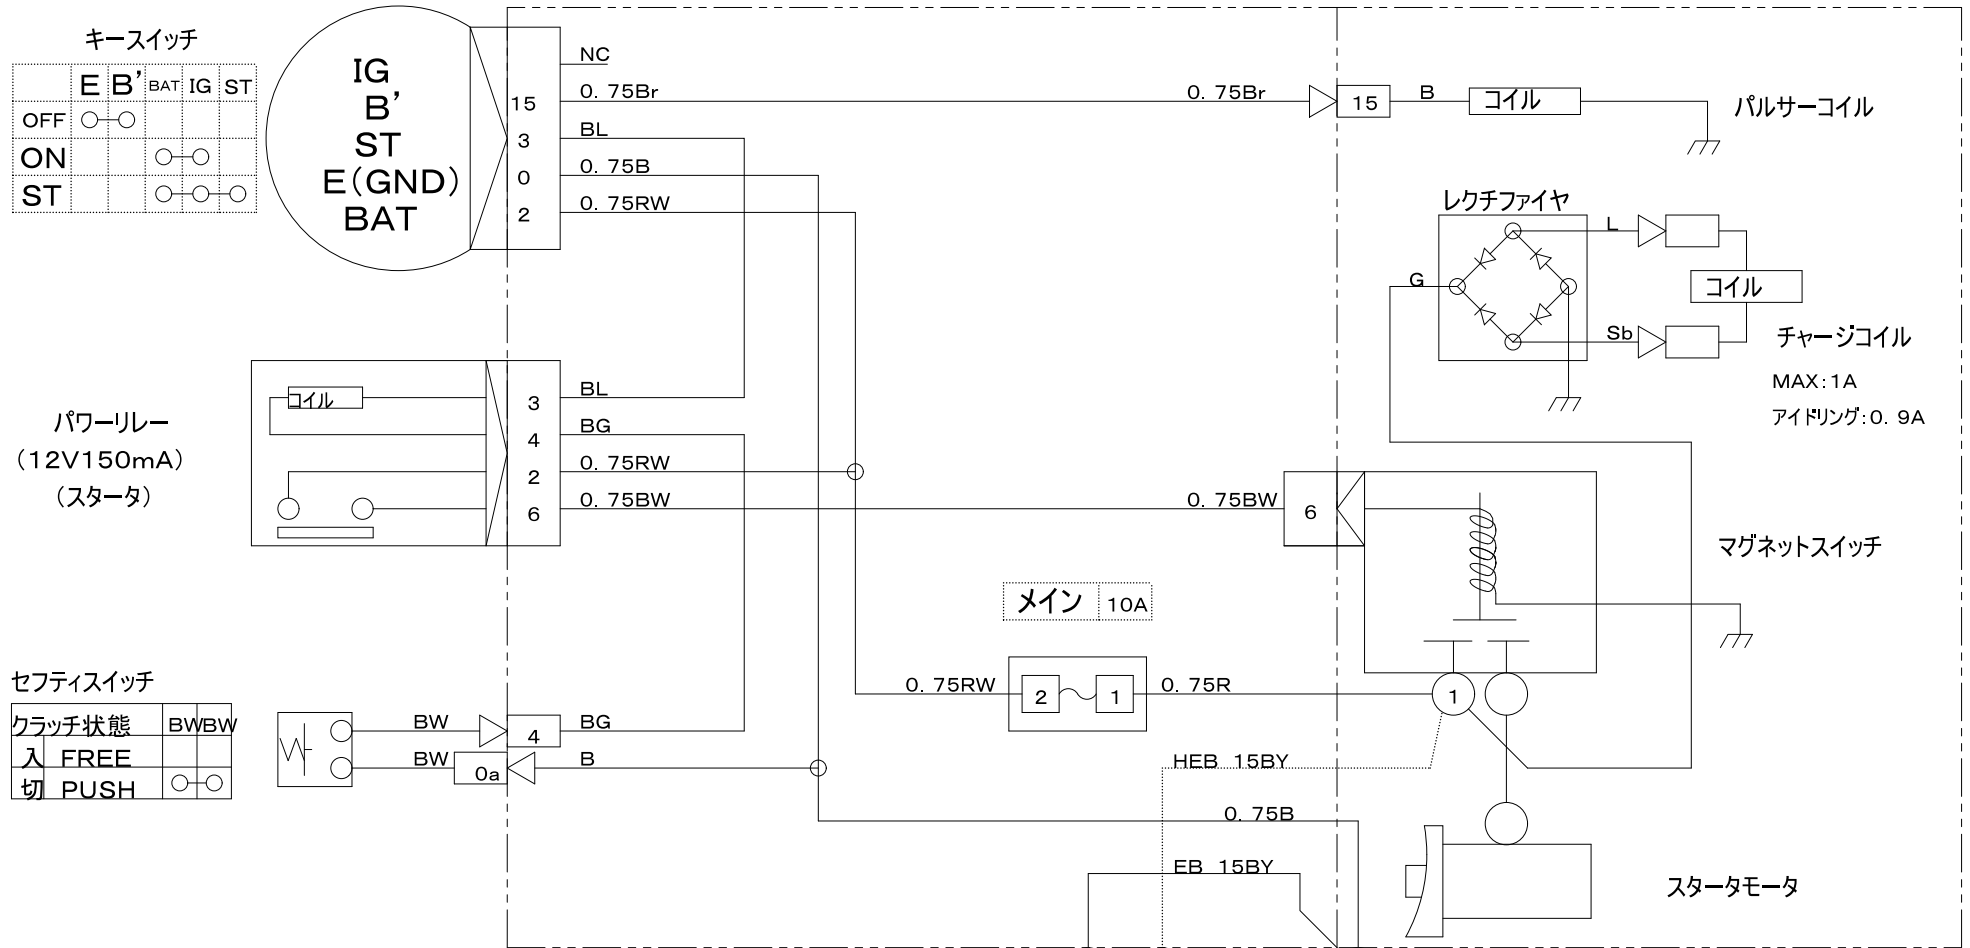 キースイッチ
E B' BAT IG ST
OFF
ON
ST
IG
B'
ST
E(GND)
BAT
NC
15 0.75Br 0.75Br 15 B コイル パルサーコイル
3 BL
0 0.75B
2 0.75RW
レクチファイヤ
L
G
コイル
Sb
チャージコイル
MAX:1A
アイドリング:0.9A
パワーリレー
(12V150mA)
(スタータ)
コイル
3 BL
4 BG
2 0.75RW
6 0.75BW 0.75BW 6
マグネットスイッチ
メイン 10A
0.75RW 2 1 0.75R 1
セフティスイッチ
クラッチ状態 BW BW
入 FREE
切 PUSH
BW 4 BG
BW 0a B
HEB 15BY
0.75B
EB 15BY
スタータモータ